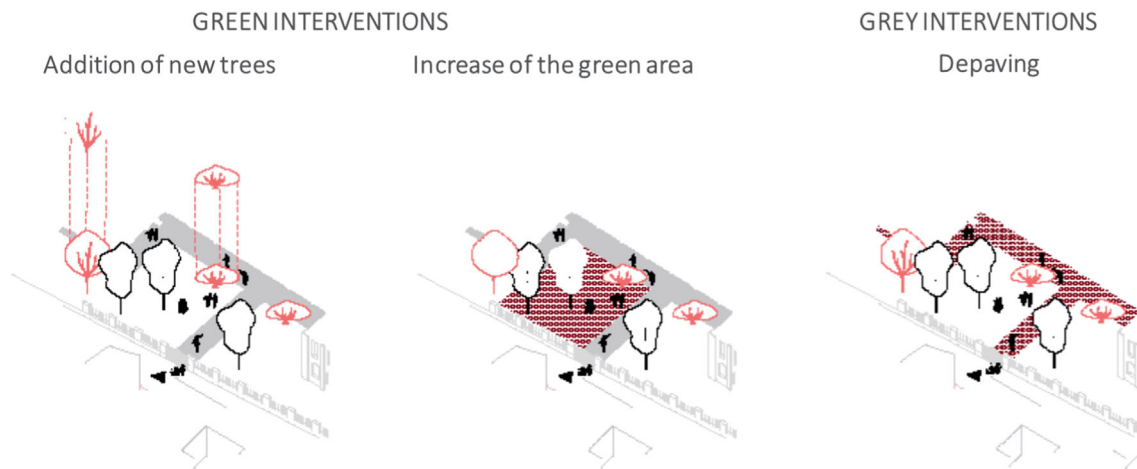 GREEN INTERVENTIONS
GREY INTERVENTIONS
Addition of new trees
Increase of the green area
Depaving